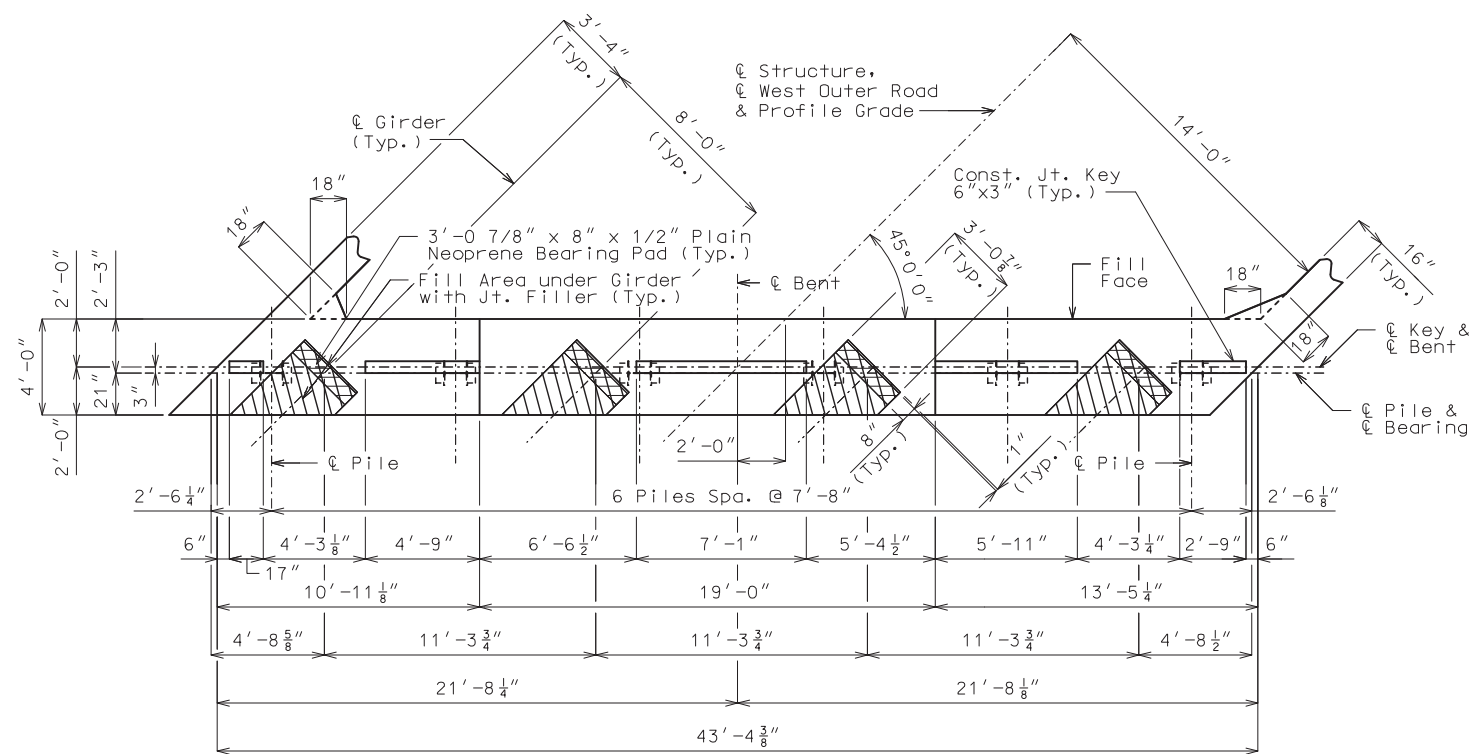 3'-4"
(Typ.)
℄ Structure,
℄ West Outer Road
& Profile Grade
℄ Girder
(Typ.)
8'-0"
(Typ.)
14'-0"
18"
Const. Jt. Key
6"x3" (Typ.)
18"
3'-0 7/8" x 8" x 1/2" Plain
Neoprene Bearing Pad (Typ.)
45°0'0"
3'-0 7/8"
(Typ.)
16"
(Typ.)
Fill Area under Girder
with Jt. Filler (Typ.)
℄ Bent
Fill
Face
18"
2'-0"
2'-3"
4'-0"
18"
℄ Key &
℄ Bent
21"
3"
2'-0"
℄ Pile &
℄ Bearing
2'-0"
8"
(Typ.)
1"
(Typ.)
℄ Pile
℄ Pile
2'-6 1/4"
6 Piles Spa. @ 7'-8"
2'-6 1/8"
6"
4'-3 1/8"
4'-9"
6'-6 1/2"
7'-1"
5'-4 1/2"
5'-11"
4'-3 1/4"
2'-9"
6"
17"
10'-11 1/8"
19'-0"
13'-5 1/4"
4'-8 5/8"
11'-3 3/4"
11'-3 3/4"
11'-3 3/4"
4'-8 1/2"
21'-8 1/4"
21'-8 1/8"
43'-4 3/8"